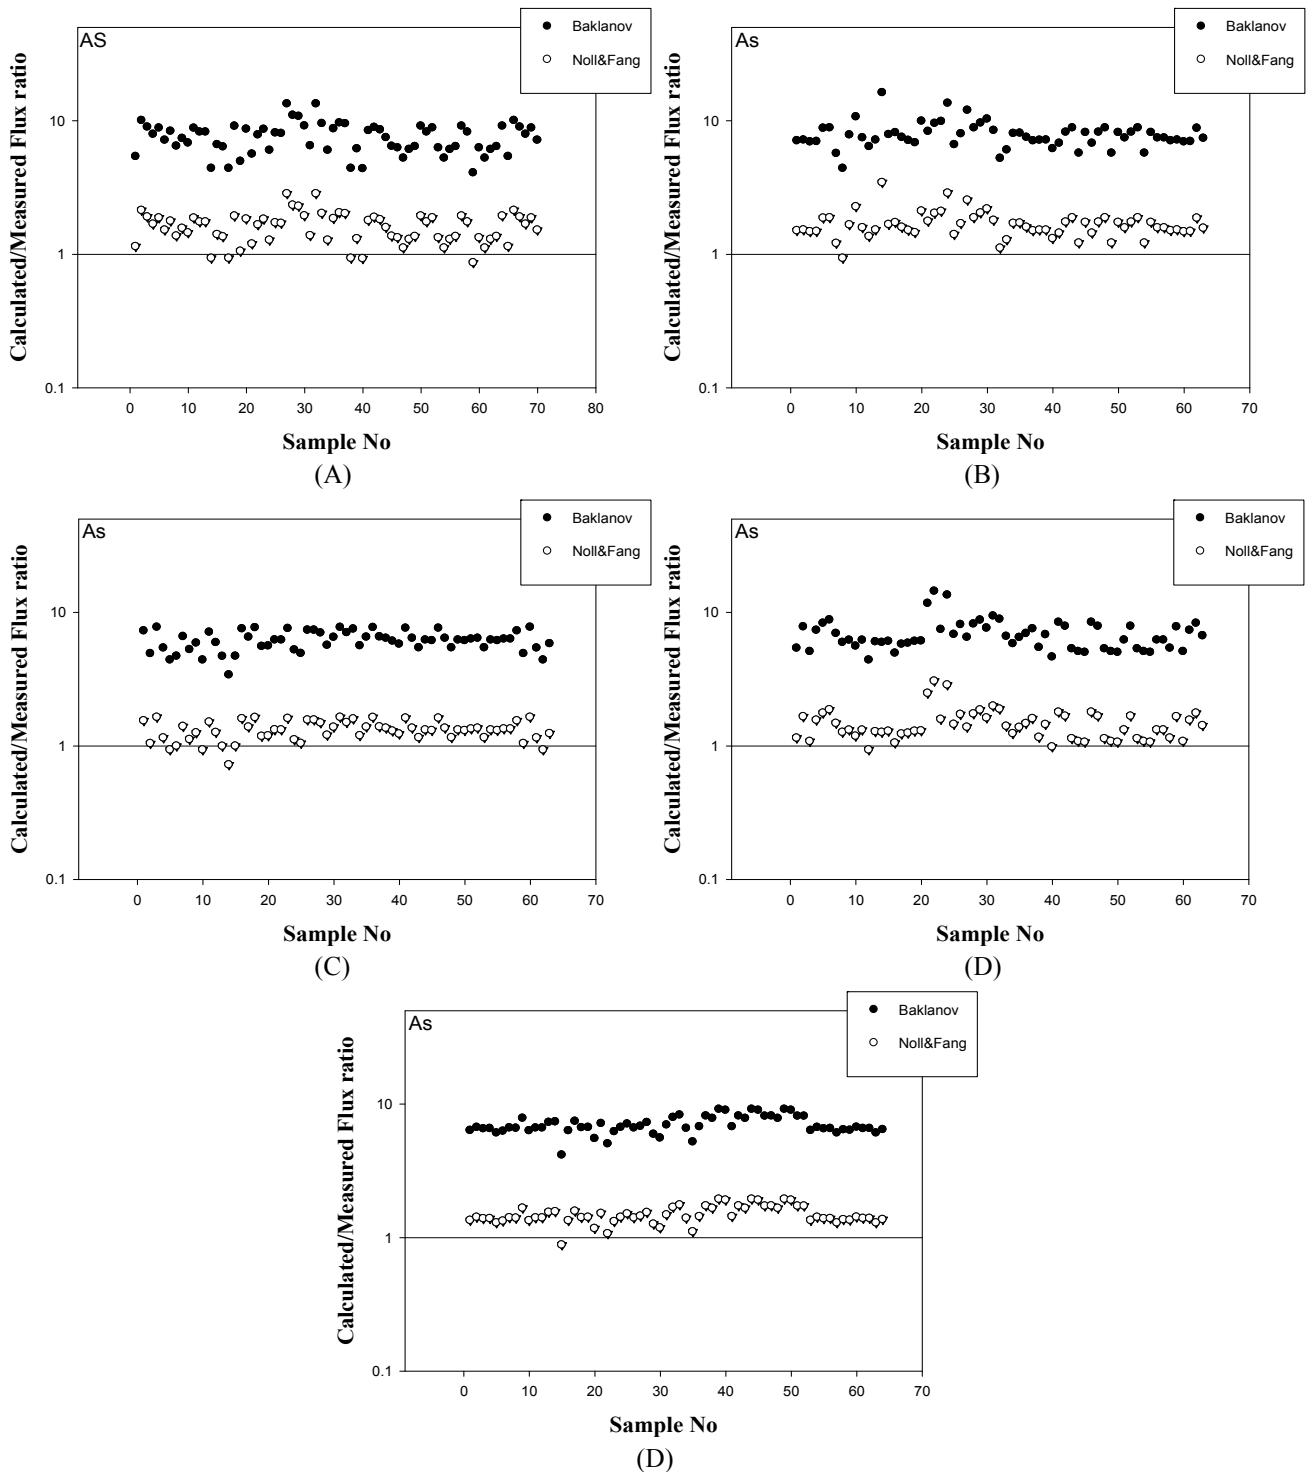 AS
Baklanov
Noll&Fang
Calculated/Measured Flux ratio
10
1
0.1
0 10 20 30 40 50 60 70 80
Sample No
(A)
As
Baklanov
Noll&Fang
Calculated/Measured Flux ratio
10
1
0.1
0 10 20 30 40 50 60 70
Sample No
(B)
As
Baklanov
Noll&Fang
Calculated/Measured Flux ratio
10
1
0.1
0 10 20 30 40 50 60 70
Sample No
(C)
As
Baklanov
Noll&Fang
Calculated/Measured Flux ratio
10
1
0.1
0 10 20 30 40 50 60 70
Sample No
(D)
As
Baklanov
Noll&Fang
Calculated/Measured Flux ratio
10
1
0.1
0 10 20 30 40 50 60 70
Sample No
(D)